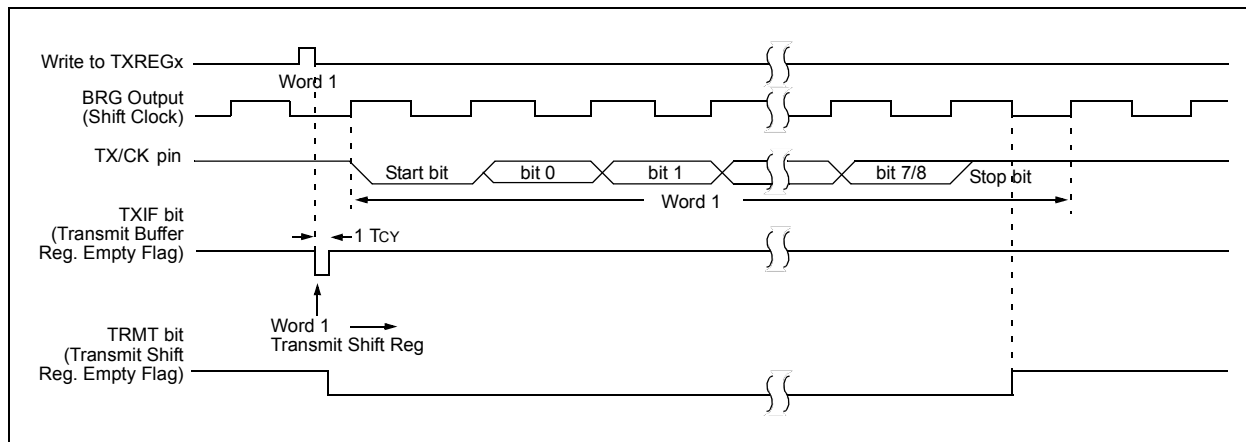 Write to TXREGx
Word 1
BRG Output
(Shift Clock)
TX/CK pin
Start bit
bit 0
bit 1
bit 7/8
Stop bit
Word 1
TXIF bit
(Transmit Buffer
Reg. Empty Flag)
1 TCY
Word 1
Transmit Shift Reg
TRMT bit
(Transmit Shift
Reg. Empty Flag)